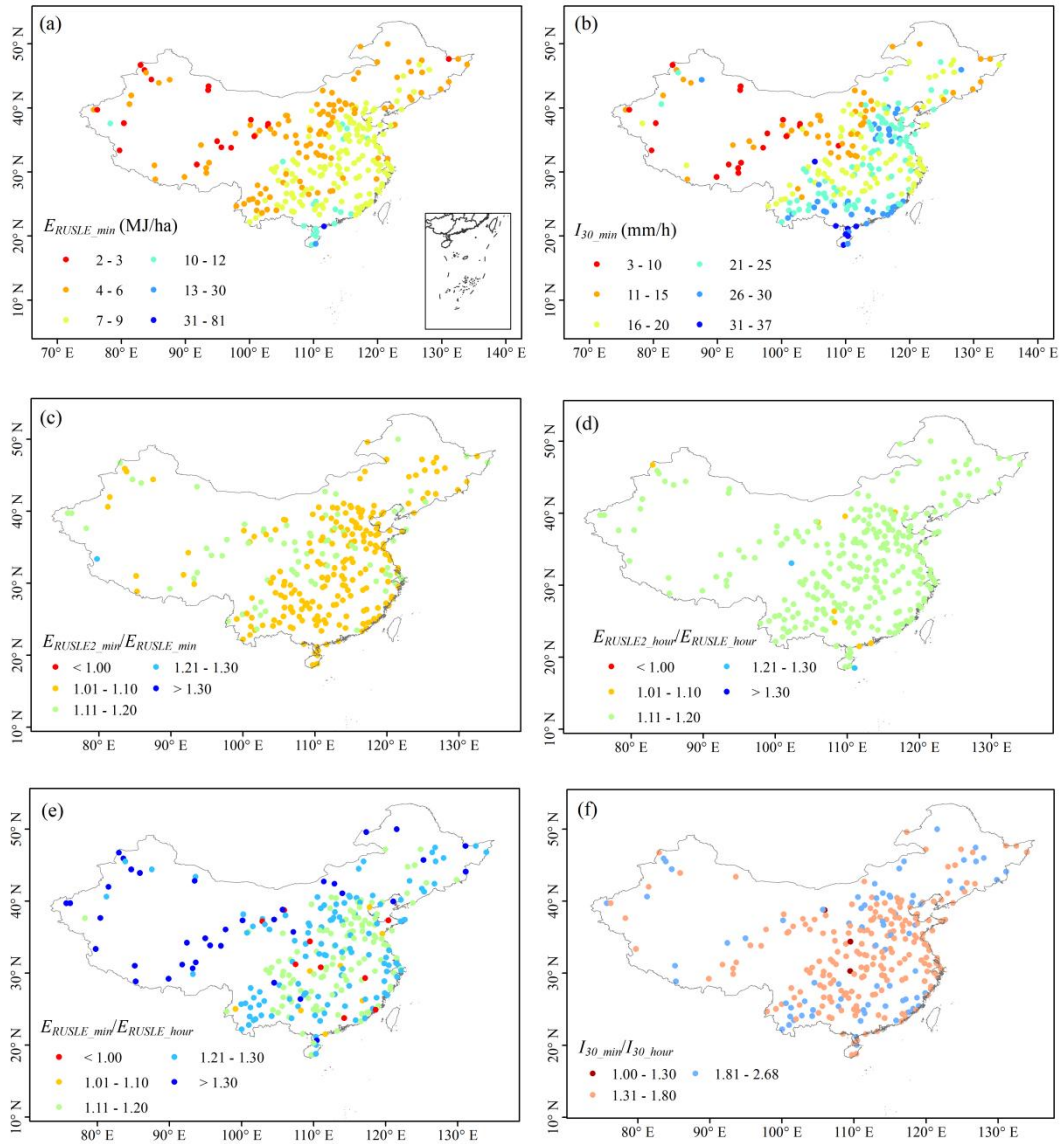 (a)
50° N
40° N
30° N
20° N
10° N
E_RUSLE_min (MJ/ha)
2 - 3
10 - 12
4 - 6
13 - 30
7 - 9
31 - 81
70° E
80° E
90° E
100° E
110° E
120° E
130° E
140° E
(b)
50° N
40° N
30° N
20° N
10° N
I_30_min (mm/h)
3 - 10
21 - 25
11 - 15
26 - 30
16 - 20
31 - 37
70° E
80° E
90° E
100° E
110° E
120° E
130° E
140° E
(c)
50° N
40° N
30° N
20° N
10° N
E_RUSLE2_min/E_RUSLE_min
< 1.00
1.21 - 1.30
1.01 - 1.10
> 1.30
1.11 - 1.20
80° E
90° E
100° E
110° E
120° E
130° E
(d)
50° N
40° N
30° N
20° N
10° N
E_RUSLE2_hour/E_RUSLE_hour
< 1.00
1.21 - 1.30
1.01 - 1.10
> 1.30
1.11 - 1.20
80° E
90° E
100° E
110° E
120° E
130° E
(e)
50° N
40° N
30° N
20° N
10° N
E_RUSLE_min/E_RUSLE_hour
< 1.00
1.21 - 1.30
1.01 - 1.10
> 1.30
1.11 - 1.20
80° E
90° E
100° E
110° E
120° E
130° E
(f)
50° N
40° N
30° N
20° N
10° N
I_30_min/I_30_hour
1.00 - 1.30
1.81 - 2.68
1.31 - 1.80
80° E
90° E
100° E
110° E
120° E
130° E